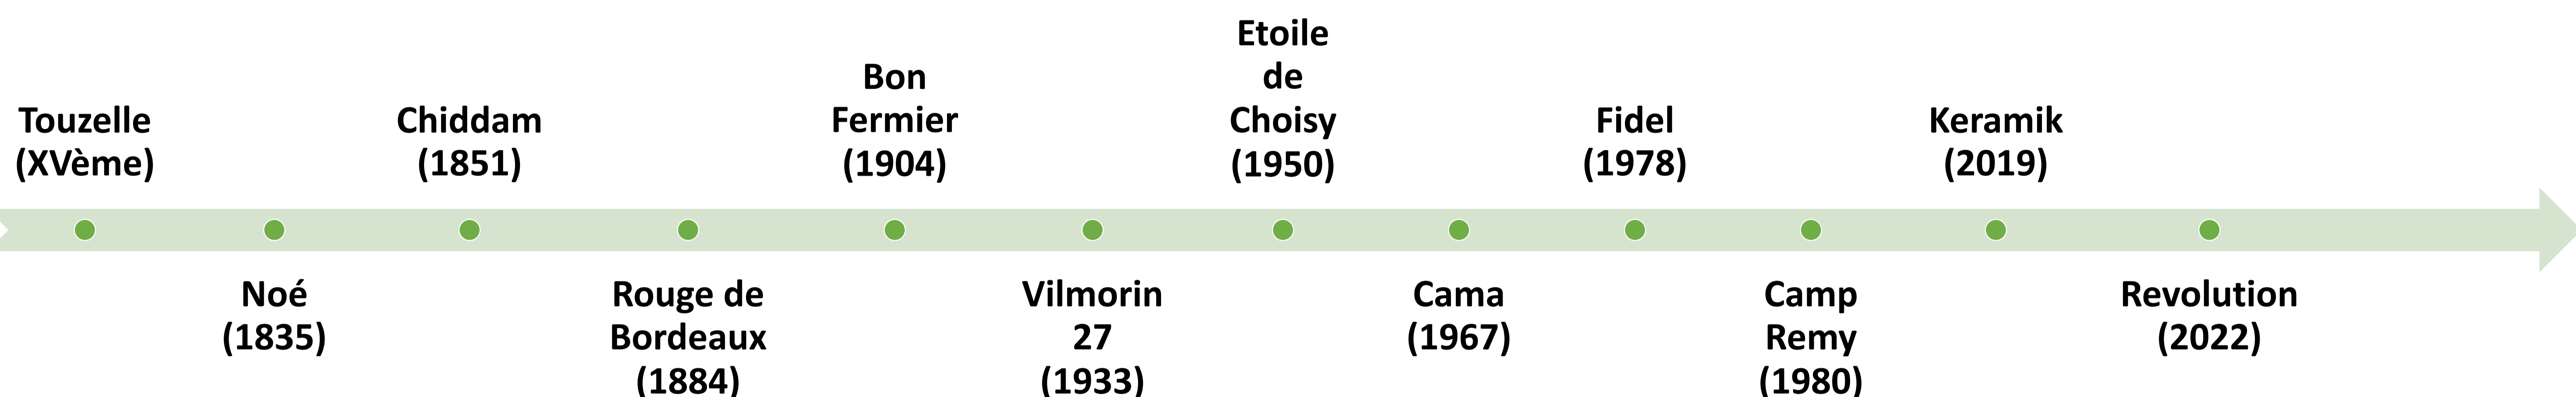 Touzelle
(XVème)
Noé
(1835)
Chiddam
(1851)
Rouge de
Bordeaux
(1884)
Bon
Fermier
(1904)
Vilmorin
27
(1933)
Etoile
de
Choisy
(1950)
Cama
(1967)
Fidel
(1978)
Camp
Remy
(1980)
Keramik
(2019)
Revolution
(2022)